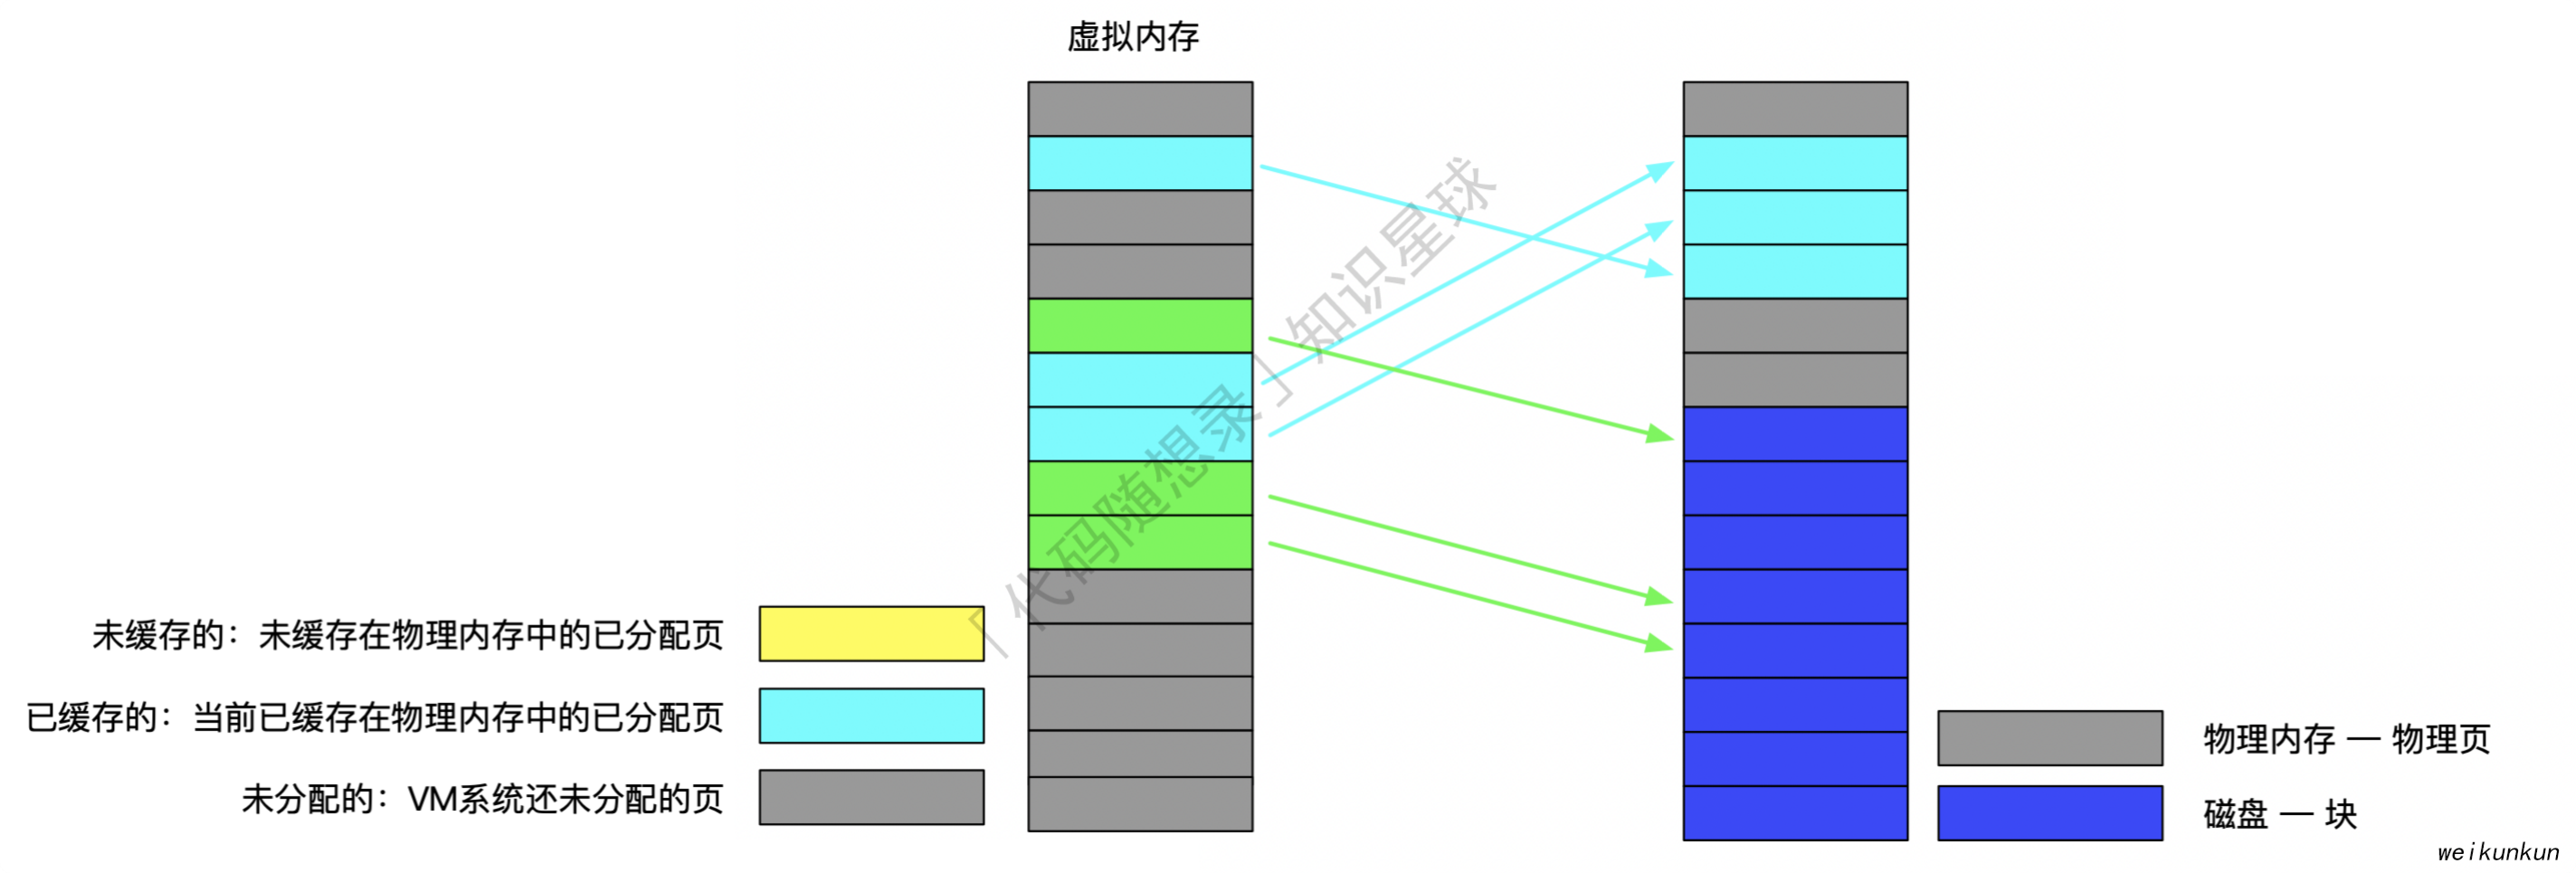 虚拟内存
「代码随想录」知识星球
未缓存的：未缓存在物理内存中的已分配页
已缓存的：当前已缓存在物理内存中的已分配页
未分配的：VM系统还未分配的页
物理内存 — 物理页
磁盘 — 块
weikunkun